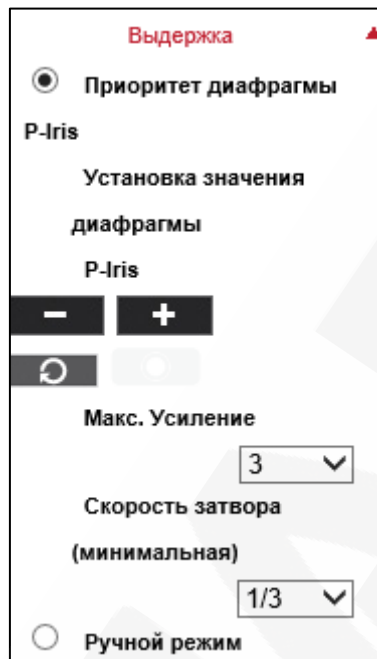 Выдержка
Приоритет диафрагмы
P-Iris
Установка значения
диафрагмы
P-Iris
− +
Макс. Усиление
3
Скорость затвора
(минимальная)
1/3
Ручной режим